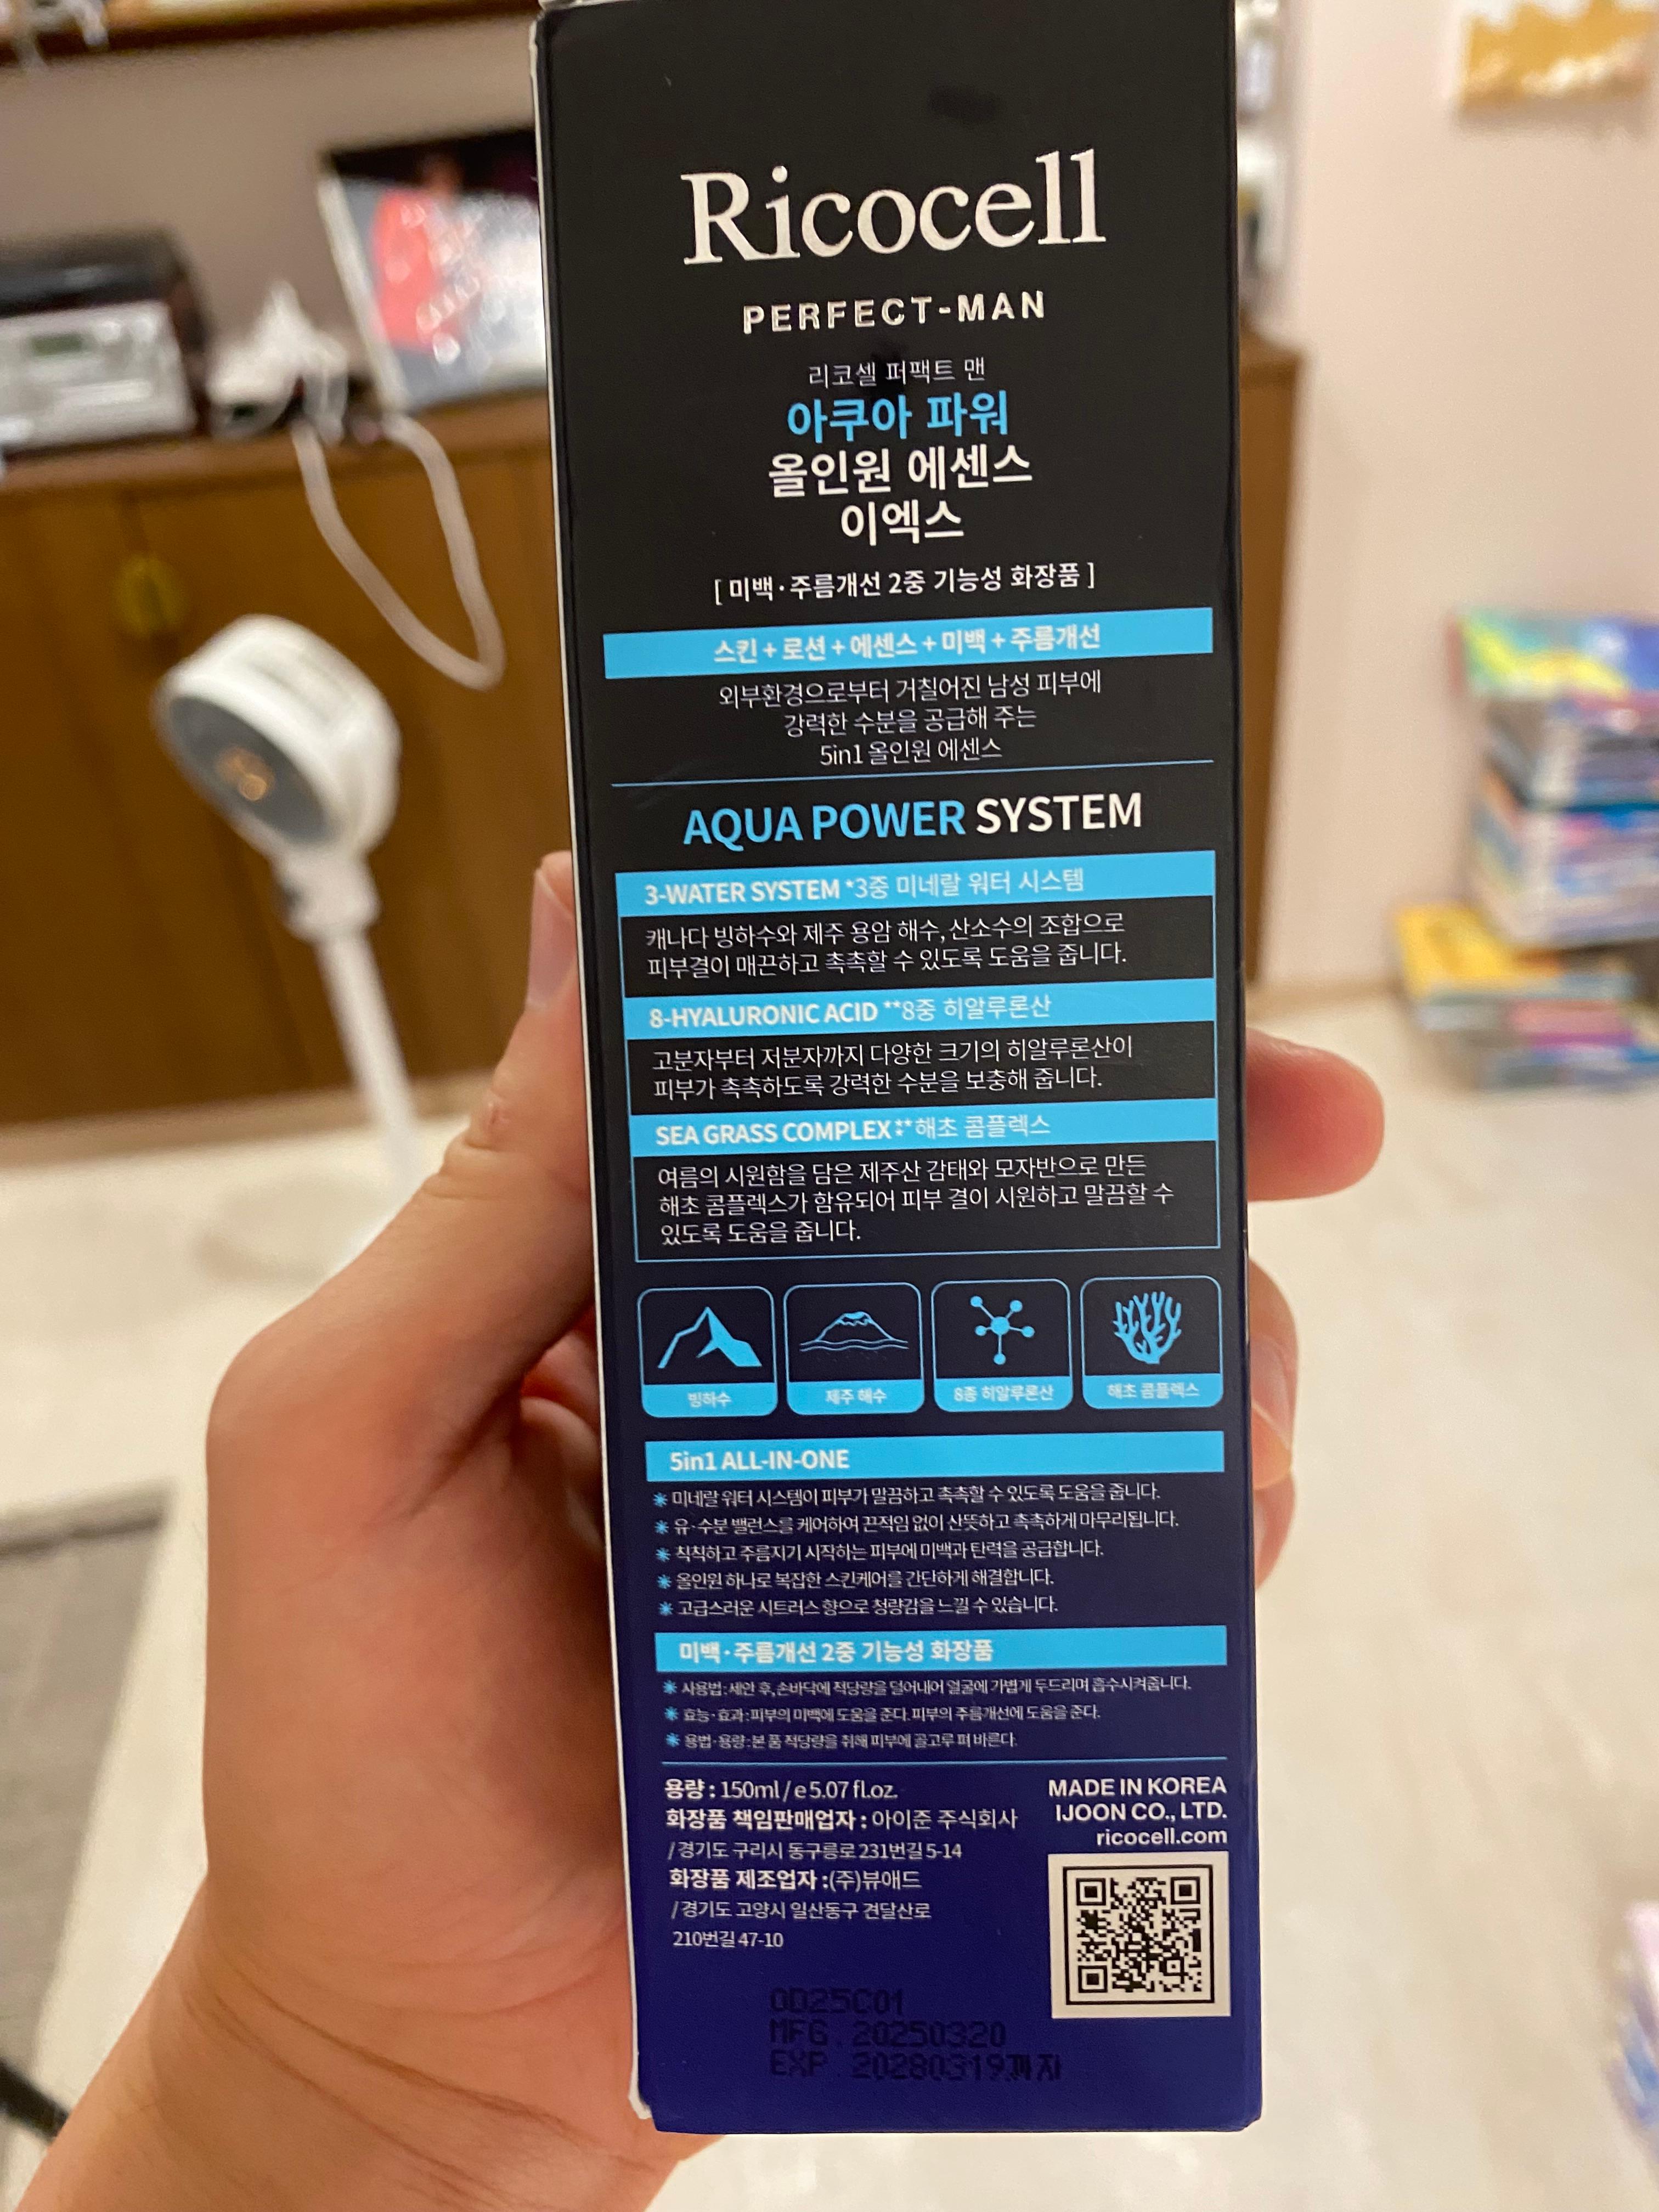 Ricocell
PERFECT-MAN
리코셀 퍼팩트 맨
아쿠아 파워
올인원 에센스
이엑스
[ 미백·주름개선 2중 기능성 화장품 ]
스킨 + 로션 + 에센스 + 미백 + 주름개선
외부환경으로부터 거칠어진 남성 피부에
강력한 수분을 공급해 주는
5in1 올인원 에센스
AQUA POWER SYSTEM
3-WATER SYSTEM *3중 미네랄 워터 시스템
캐나다 빙하수와 제주 용암 해수, 산소수의 조합으로
피부결이 매끈하고 촉촉할 수 있도록 도움을 줍니다.
8-HYALURONIC ACID **8중 히알루론산
고분자부터 저분자까지 다양한 크기의 히알루론산이
피부가 촉촉하도록 강력한 수분을 보충해 줍니다.
SEA GRASS COMPLEX⁂해초 콤플렉스
여름의 시원함을 담은 제주산 감태와 모자반으로 만든
해초 콤플렉스가 함유되어 피부 결이 시원하고 말끔할 수
있도록 도움을 줍니다.
빙하수 제주 해수 8종 히알루론산 해초 콤플렉스
5in1 ALL-IN-ONE
* 미네랄 워터 시스템이 피부가 말끔하고 촉촉할 수 있도록 도움을 줍니다.
* 유·수분 밸런스를 케어하여 끈적임 없이 산뜻하고 촉촉하게 마무리됩니다.
* 칙칙하고 주름지기 시작하는 피부에 미백과 탄력을 공급합니다.
* 올인원 하나로 복잡한 스킨케어를 간단하게 해결합니다.
* 고급스러운 시트러스 향으로 청량감을 느낄 수 있습니다.
미백·주름개선 2중 기능성 화장품
* 사용법 : 세안 후, 손바닥에 적당량을 덜어내어 얼굴에 가볍게 두드리며 흡수시켜줍니다.
* 효능·효과 : 피부의 미백에 도움을 준다. 피부의 주름개선에 도움을 준다.
* 용법·용량 : 본 품 적당량을 취해 피부에 골고루 펴 바른다.
용량 : 150ml / e 5.07 fl.oz.
화장품 책임판매업자 : 아이준 주식회사
/ 경기도 구리시 동구릉로 231번길 5-14
화장품 제조업자 :(주)뷰애드
/ 경기도 고양시 일산동구 견달산로
210번길 47-10
MADE IN KOREA
IJOON CO., LTD.
ricocell.com
OD25C01
MFG 20250320
EXP 20280319까지